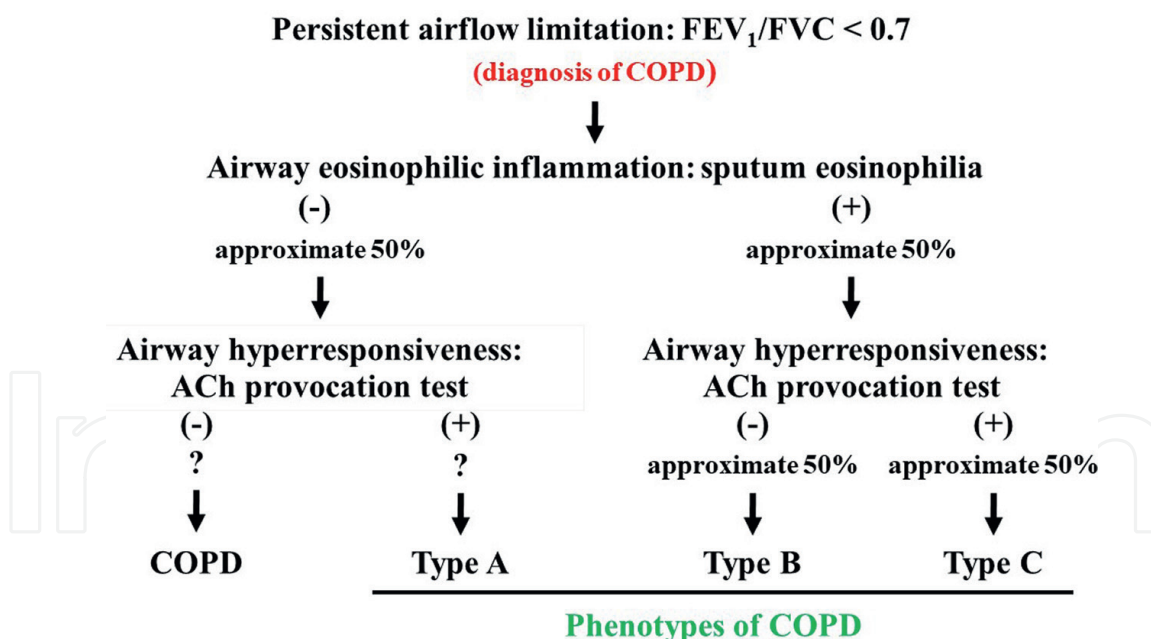 Persistent airflow limitation: FEV₁/FVC < 0.7
(diagnosis of COPD)
Airway eosinophilic inflammation: sputum eosinophilia
(-) (+)
approximate 50% approximate 50%
Airway hyperresponsiveness: Airway hyperresponsiveness:
ACh provocation test ACh provocation test
(-) (+) (-) (+)
? ? approximate 50% approximate 50%
COPD Type A Type B Type C
Phenotypes of COPD